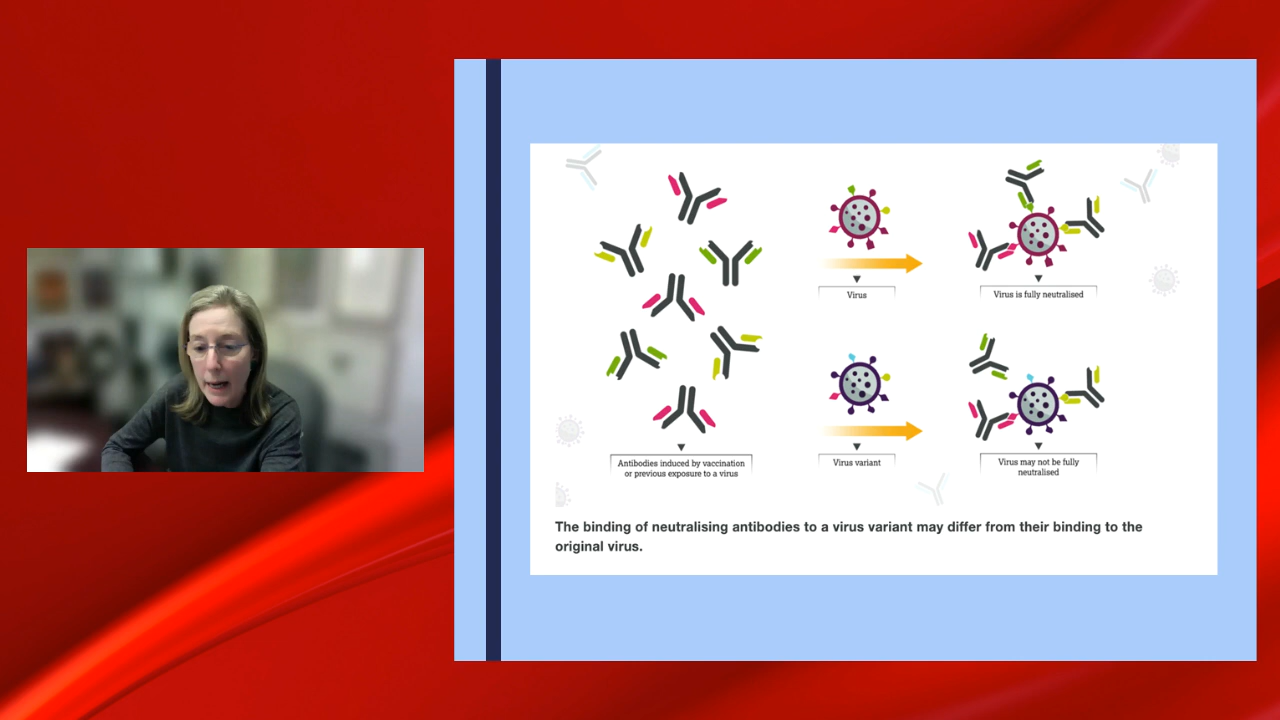 Antibodies induced by vaccination
or previous exposure to a virus
Virus
Virus is fully neutralised
Virus variant
Virus may not be fully
neutralised
The binding of neutralising antibodies to a virus variant may differ from their binding to the
original virus.